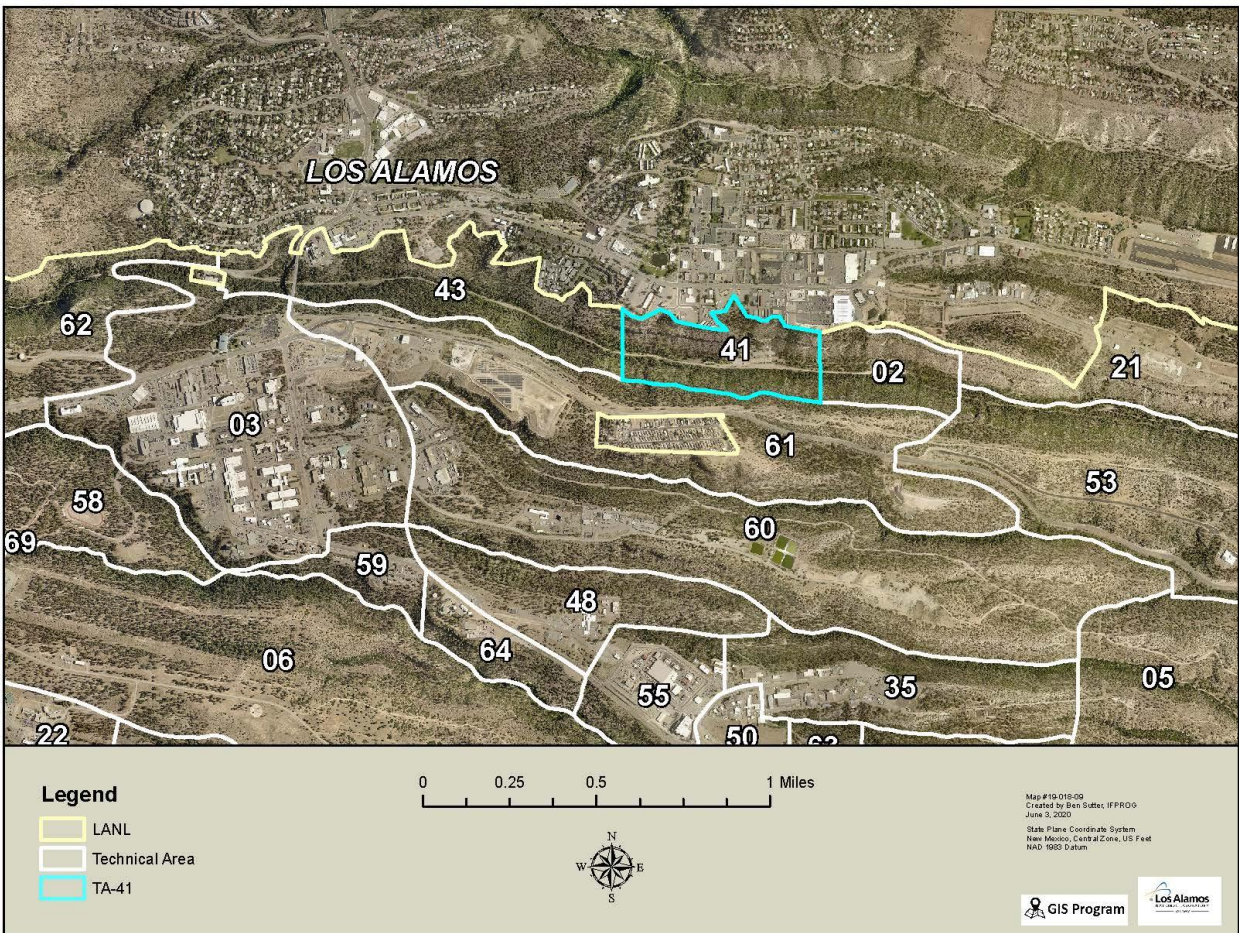 LOS ALAMOS
43
62
41
02
21
03
61
53
58
60
69
59
48
06
64
55
35
05
22
50
63
Legend
LANL
Technical Area
TA-41
0 0.25 0.5 1 Miles
N
W E
S
Map #19-018-09
Created by Ben Sutter, IFPROG
June 3, 2020
State Plane Coordinate System
New Mexico, Central Zone, US Feet
NAD 1983 Datum
GIS Program
Los Alamos